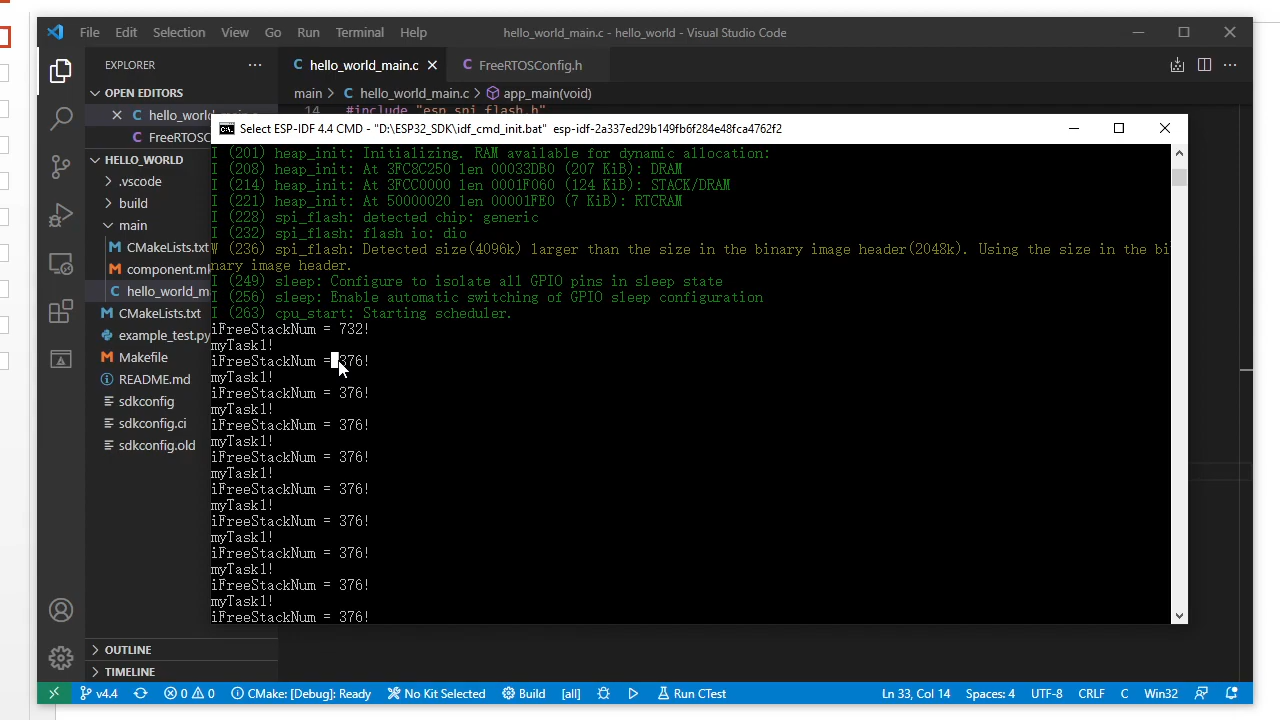 File Edit Selection View Go Run Terminal Help hello_world_main.c - hello_world - Visual Studio Code
EXPLORER
OPEN EDITORS
hello_world_main.c
FreeRTOSC
HELLO_WORLD
.vscode
build
main
CMakeLists.txt
component.mk
hello_world_m
CMakeLists.txt
example_test.py
Makefile
README.md
sdkconfig
sdkconfig.ci
sdkconfig.old
OUTLINE
TIMELINE
hello_world_main.c
FreeRTOSConfig.h
main > hello_world_main.c > app_main(void)
14 #include "esp_spi_flash.h"
Select ESP-IDF 4.4 CMD - "D:\ESP32_SDK\idf_cmd_init.bat" esp-idf-2a337ed29b149fb6f284e48fca4762f2
I (201) heap_init: Initializing. RAM available for dynamic allocation:
I (208) heap_init: At 3FC8C250 len 00033DB0 (207 KiB): DRAM
I (214) heap_init: At 3FCC0000 len 0001F060 (124 KiB): STACK/DRAM
I (221) heap_init: At 50000020 len 00001FE0 (7 KiB): RTCRAM
I (228) spi_flash: detected chip: generic
I (232) spi_flash: flash io: dio
W (236) spi_flash: Detected size(4096k) larger than the size in the binary image header(2048k). Using the size in the bi
nary image header.
I (249) sleep: Configure to isolate all GPIO pins in sleep state
I (256) sleep: Enable automatic switching of GPIO sleep configuration
I (263) cpu_start: Starting scheduler.
iFreeStackNum = 732!
myTask1!
iFreeStackNum = 376!
myTask1!
iFreeStackNum = 376!
myTask1!
iFreeStackNum = 376!
myTask1!
iFreeStackNum = 376!
myTask1!
iFreeStackNum = 376!
myTask1!
iFreeStackNum = 376!
myTask1!
iFreeStackNum = 376!
myTask1!
iFreeStackNum = 376!
myTask1!
iFreeStackNum = 376!
v4.4 0 0 CMake: [Debug]: Ready No Kit Selected Build [all] Run CTest Ln 33, Col 14 Spaces: 4 UTF-8 CRLF C Win32